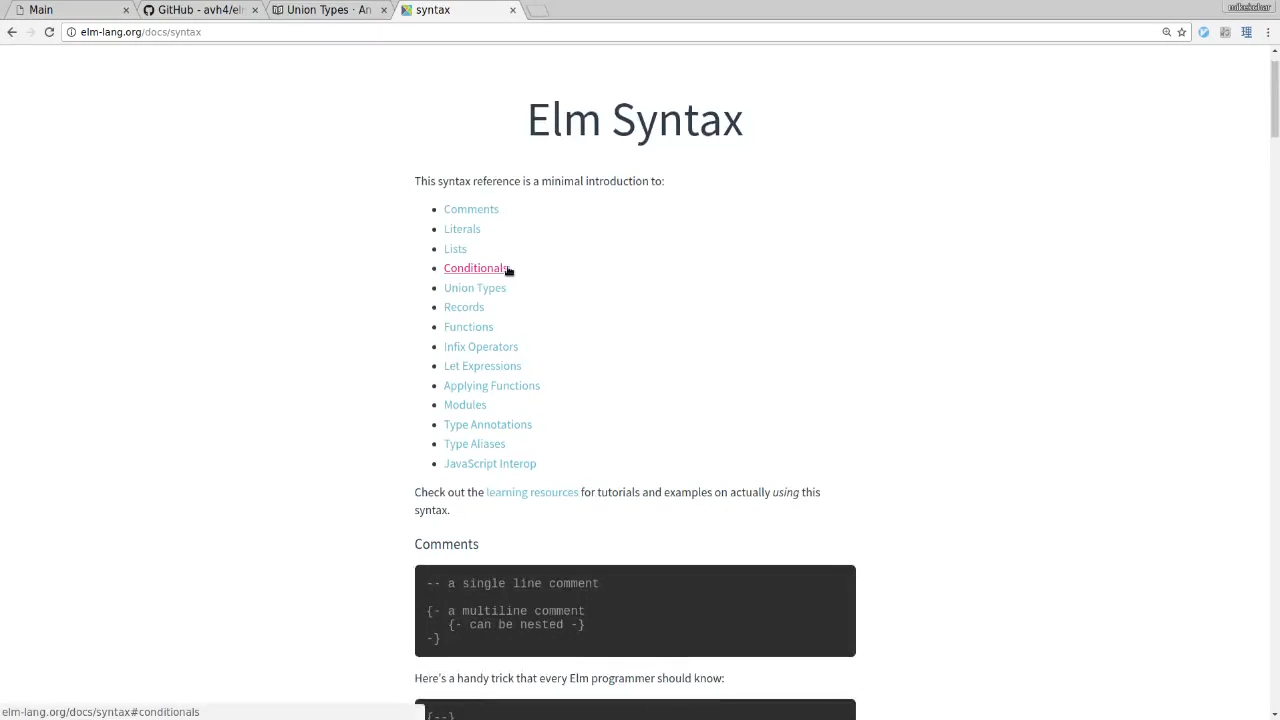 Main
GitHub - avh4/elm
Union Types · An
syntax
elm-lang.org/docs/syntax
Elm Syntax
This syntax reference is a minimal introduction to:
Comments
Literals
Lists
Conditionals
Union Types
Records
Functions
Infix Operators
Let Expressions
Applying Functions
Modules
Type Annotations
Type Aliases
JavaScript Interop
Check out the learning resources for tutorials and examples on actually using this
syntax.
Comments
-- a single line comment
{- a multiline comment
{- can be nested -}
-}
Here's a handy trick that every Elm programmer should know:
{--}
elm-lang.org/docs/syntax#conditionals